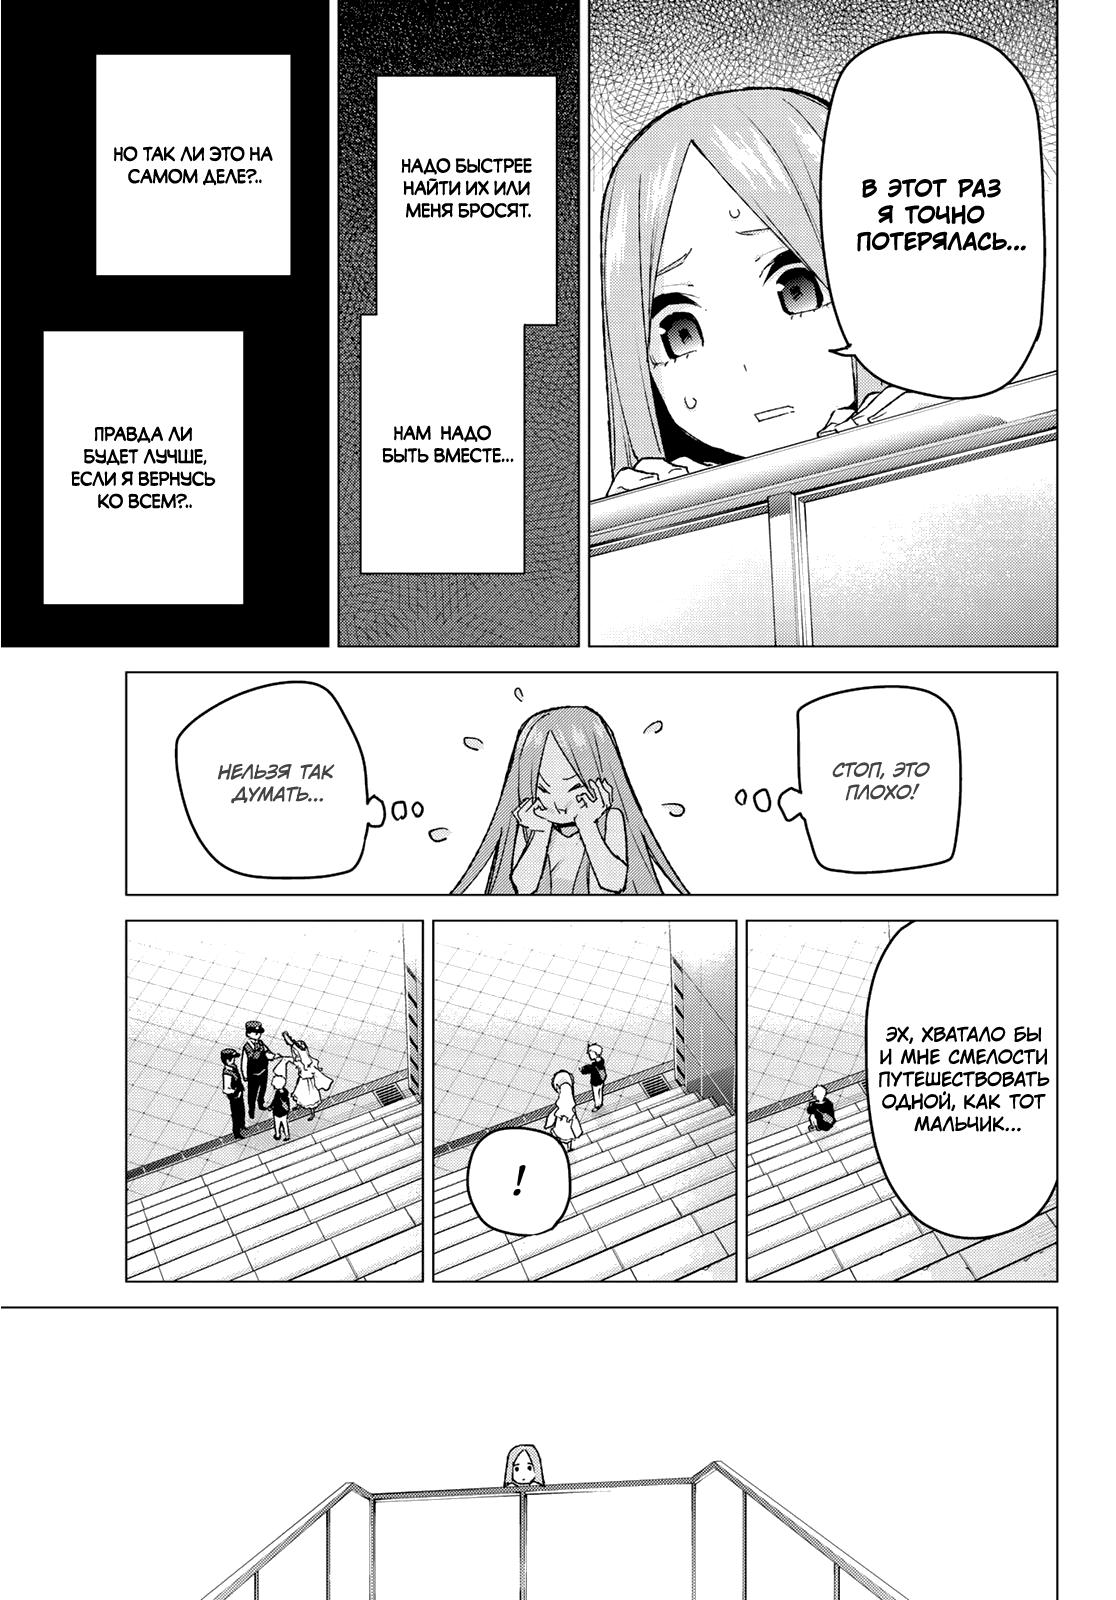 В ЭТОТ РАЗ
Я ТОЧНО
ПОТЕРЯЛАСЬ...
НАДО БЫСТРЕЕ
НАЙТИ ИХ ИЛИ
МЕНЯ БРОСЯТ.
НАМ НАДО
БЫТЬ ВМЕСТЕ...
НО ТАК ЛИ ЭТО НА
САМОМ ДЕЛЕ?..
ПРАВДА ЛИ
БУДЕТ ЛУЧШЕ,
ЕСЛИ Я ВЕРНУСЬ
КО ВСЕМ?..
СТОП, ЭТО
ПЛОХО!
НЕЛЬЗЯ ТАК
ДУМАТЬ...
ЭХ, ХВАТАЛО БЫ
И МНЕ СМЕЛОСТИ
ПУТЕШЕСТВОВАТЬ
ОДНОЙ, КАК ТОТ
МАЛЬЧИК...
!